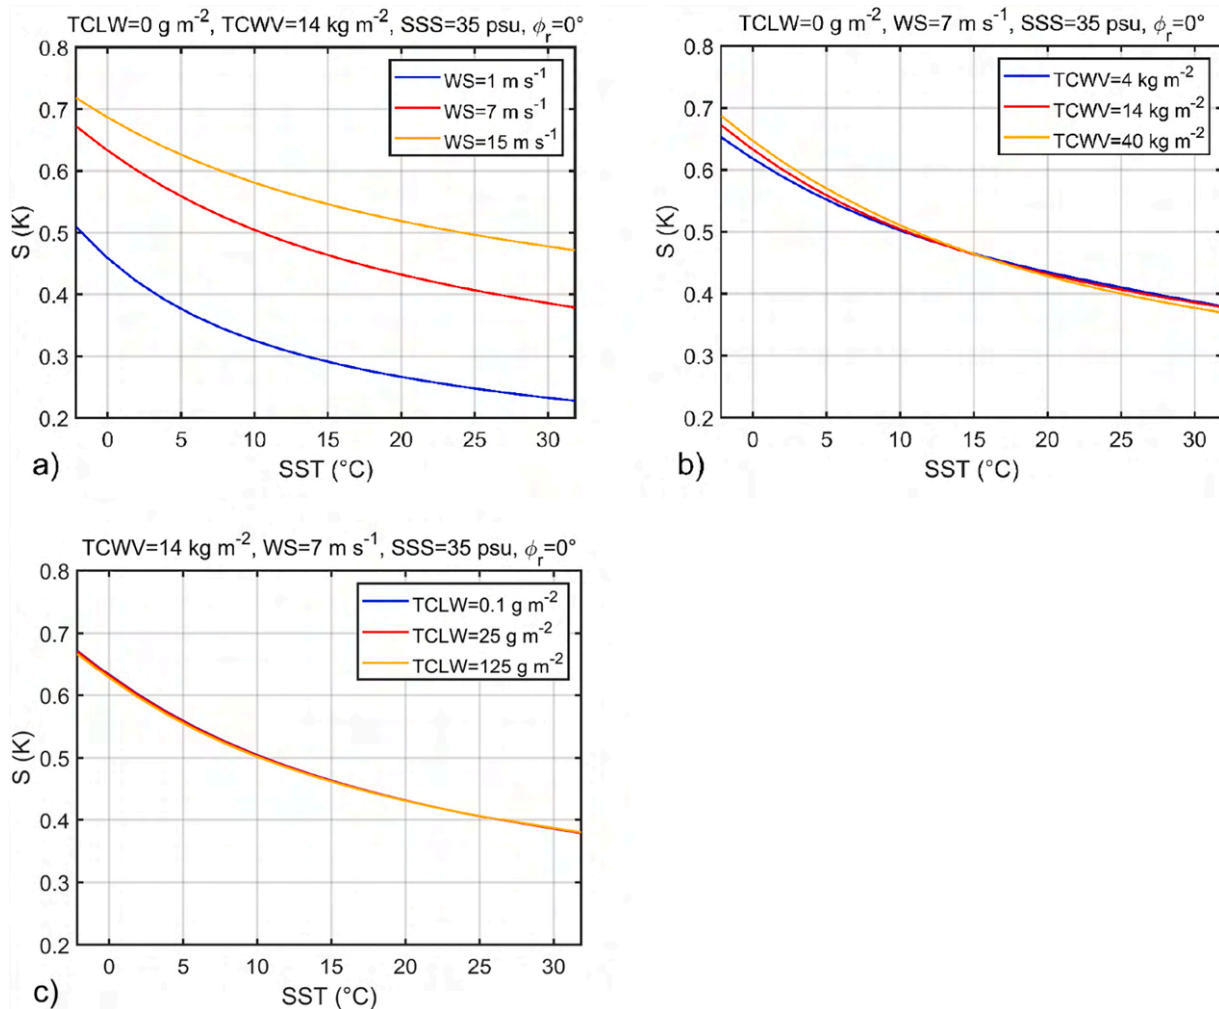 TCLW=0 g m⁻², TCWV=14 kg m⁻², SSS=35 psu, ϕᵣ=0°
0.8
0.7
0.6
0.5
0.4
0.3
0.2
S (K)
WS=1 m s⁻¹
WS=7 m s⁻¹
WS=15 m s⁻¹
0 5 10 15 20 25 30
SST (°C)
a)
TCLW=0 g m⁻², WS=7 m s⁻¹, SSS=35 psu, ϕᵣ=0°
0.8
0.7
0.6
0.5
0.4
0.3
0.2
S (K)
TCWV=4 kg m⁻²
TCWV=14 kg m⁻²
TCWV=40 kg m⁻²
0 5 10 15 20 25 30
SST (°C)
b)
TCWV=14 kg m⁻², WS=7 m s⁻¹, SSS=35 psu, ϕᵣ=0°
0.8
0.7
0.6
0.5
0.4
0.3
0.2
S (K)
TCLW=0.1 g m⁻²
TCLW=25 g m⁻²
TCLW=125 g m⁻²
0 5 10 15 20 25 30
SST (°C)
c)